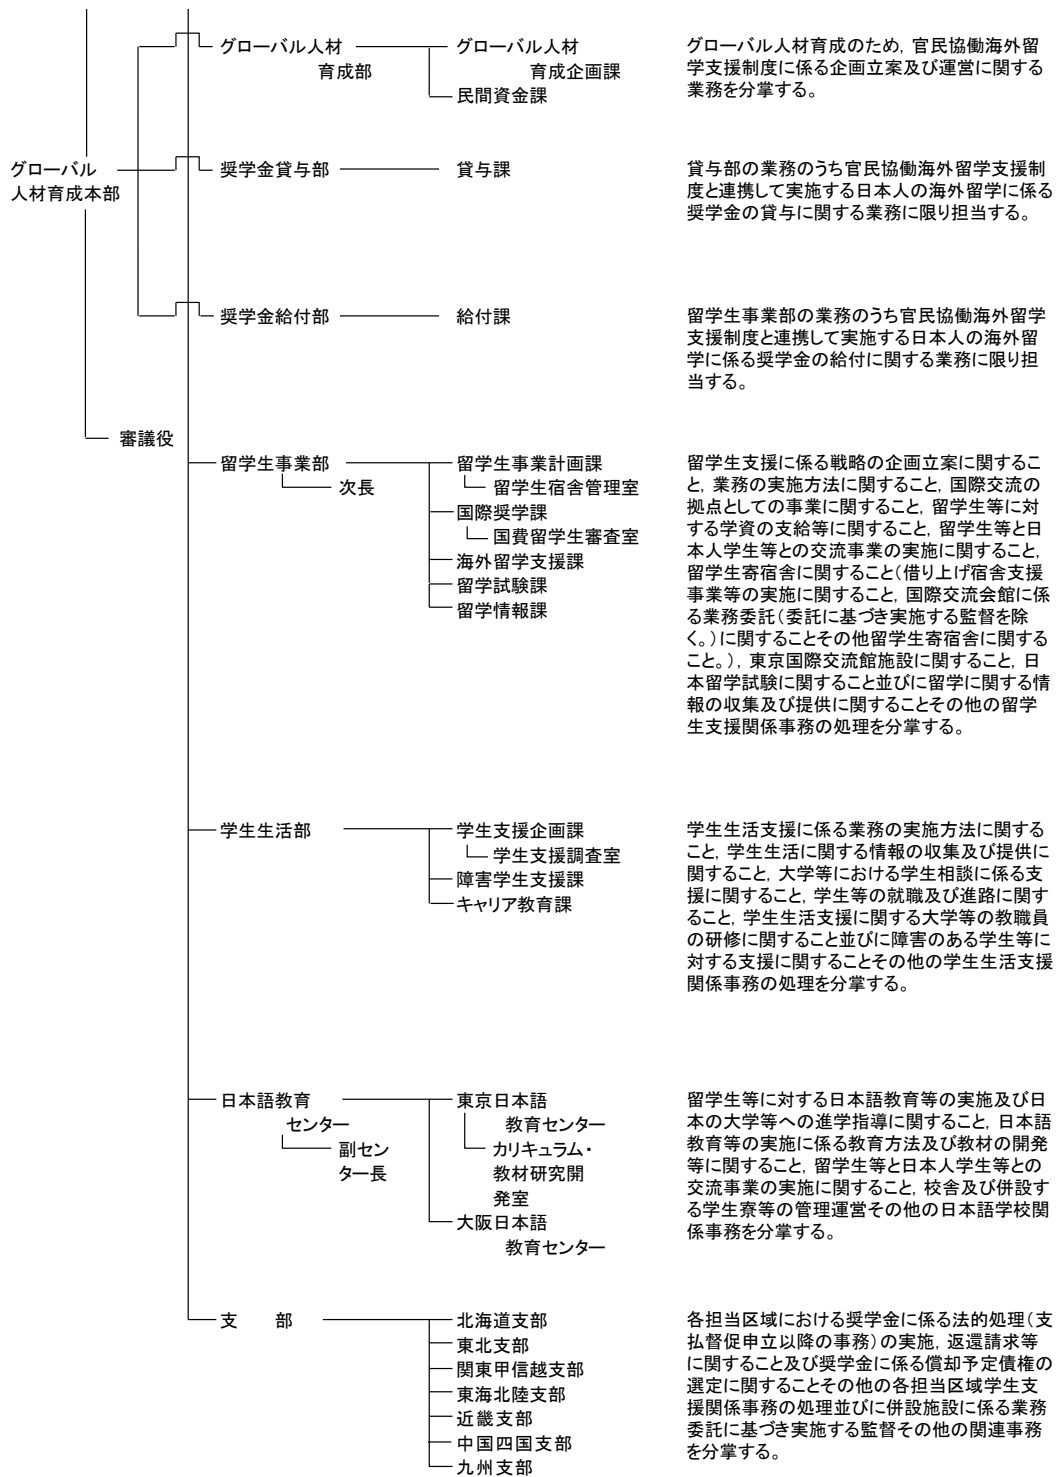 グローバル人材
育成部
グローバル人材
育成企画課
民間資金課
グローバル人材育成のため，官民協働海外留
学支援制度に係る企画立案及び運営に関する
業務を分掌する。
グローバル
人材育成本部
奨学金貸与部
貸与課
貸与部の業務のうち官民協働海外留学支援制
度と連携して実施する日本人の海外留学に係る
奨学金の貸与に関する業務に限り担当する。
奨学金給付部
給付課
留学生事業部の業務のうち官民協働海外留学
支援制度と連携して実施する日本人の海外留
学に係る奨学金の給付に関する業務に限り担
当する。
審議役
留学生事業部
次長
留学生事業計画課
留学生宿舎管理室
国際奨学課
国費留学生審査室
海外留学支援課
留学試験課
留学情報課
留学生支援に係る戦略の企画立案に関するこ
と，業務の実施方法に関すること，国際交流の
拠点としての事業に関すること，留学生等に対
する学資の支給等に関すること，留学生等と日
本人学生等との交流事業の実施に関すること，
留学生寄宿舎に関すること（借り上げ宿舎支援
事業等の実施に関すること，国際交流会館に係
る業務委託（委託に基づき実施する監督を除
く。）に関することその他留学生寄宿舎に関する
こと。），東京国際交流館施設に関すること，日
本留学試験に関すること並びに留学に関する情
報の収集及び提供に関することその他の留学
生支援関係事務の処理を分掌する。
学生生活部
学生支援企画課
学生支援調査室
障害学生支援課
キャリア教育課
学生生活支援に係る業務の実施方法に関する
こと，学生生活に関する情報の収集及び提供に
関すること，大学等における学生相談に係る支
援に関すること，学生等の就職及び進路に関す
ること，学生生活支援に関する大学等の教職員
の研修に関すること並びに障害のある学生等に
対する支援に関することその他の学生生活支援
関係事務の処理を分掌する。
日本語教育
センター
副セン
ター長
東京日本語
教育センター
カリキュラム・
教材研究開
発室
大阪日本語
教育センター
留学生等に対する日本語教育等の実施及び日
本の大学等への進学指導に関すること，日本語
教育等の実施に係る教育方法及び教材の開発
等に関すること，留学生等と日本人学生等との
交流事業の実施に関すること，校舎及び併設す
る学生寮等の管理運営その他の日本語学校関
係事務を分掌する。
支　　部
北海道支部
東北支部
関東甲信越支部
東海北陸支部
近畿支部
中国四国支部
九州支部
各担当区域における奨学金に係る法的処理（支
払督促申立以降の事務）の実施，返還請求等
に関すること及び奨学金に係る償却予定債権の
選定に関することその他の各担当区域学生支
援関係事務の処理並びに併設施設に係る業務
委託に基づき実施する監督その他の関連事務
を分掌する。